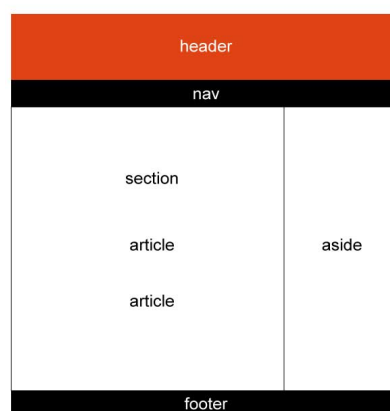 header
nav
section
article
aside
article
footer